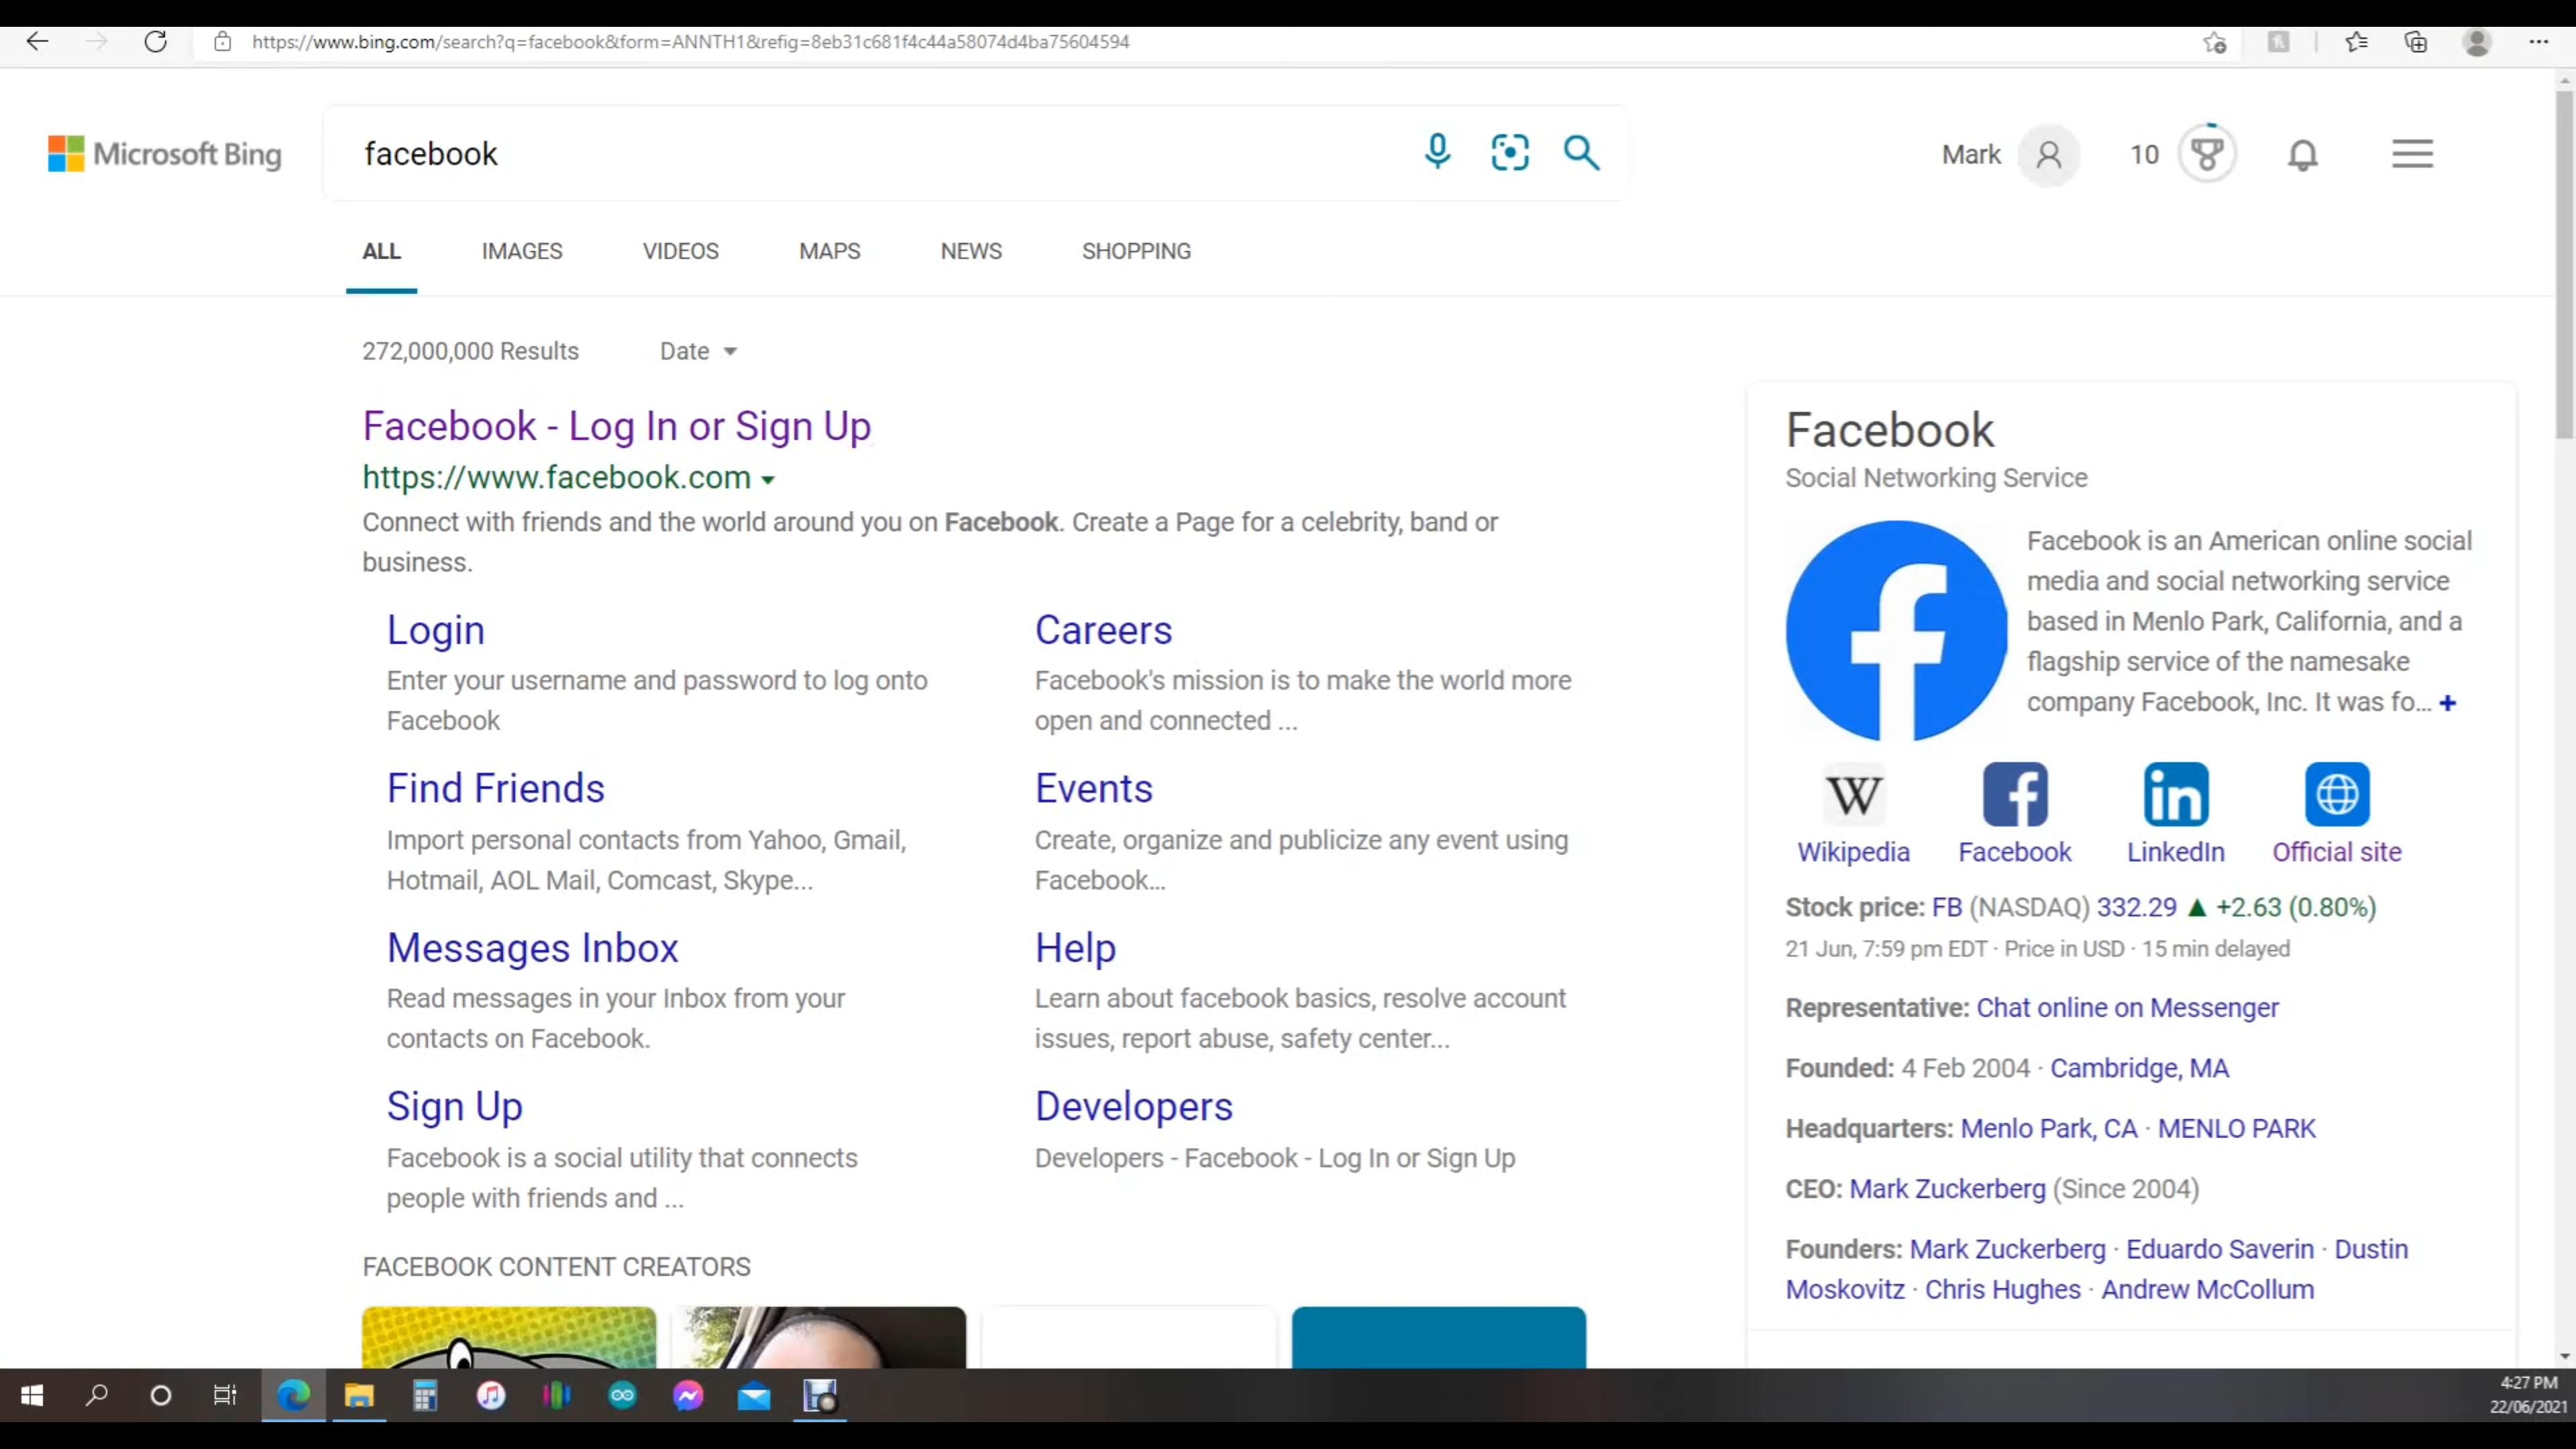 https://www.bing.com/search?q=facebook&form=ANNTH1&refig=8eb31c681f4c44a58074d4ba75604594
Microsoft Bing
facebook
Mark
10
ALL IMAGES VIDEOS MAPS NEWS SHOPPING
272,000,000 Results Date
Facebook - Log In or Sign Up
https://www.facebook.com
Connect with friends and the world around you on Facebook. Create a Page for a celebrity, band or
business.
Login
Enter your username and password to log onto
Facebook
Careers
Facebook's mission is to make the world more
open and connected ...
Find Friends
Import personal contacts from Yahoo, Gmail,
Hotmail, AOL Mail, Comcast, Skype...
Events
Create, organize and publicize any event using
Facebook...
Messages Inbox
Read messages in your Inbox from your
contacts on Facebook.
Help
Learn about facebook basics, resolve account
issues, report abuse, safety center...
Sign Up
Facebook is a social utility that connects
people with friends and ...
Developers
Developers - Facebook - Log In or Sign Up
FACEBOOK CONTENT CREATORS
Facebook
Social Networking Service
Facebook is an American online social
media and social networking service
based in Menlo Park, California, and a
flagship service of the namesake
company Facebook, Inc. It was fo... +
Wikipedia Facebook LinkedIn Official site
Stock price: FB (NASDAQ) 332.29 ▲ +2.63 (0.80%)
21 Jun, 7:59 pm EDT · Price in USD · 15 min delayed
Representative: Chat online on Messenger
Founded: 4 Feb 2004 · Cambridge, MA
Headquarters: Menlo Park, CA · MENLO PARK
CEO: Mark Zuckerberg (Since 2004)
Founders: Mark Zuckerberg · Eduardo Saverin · Dustin
Moskovitz · Chris Hughes · Andrew McCollum
4:27 PM
22/06/2021